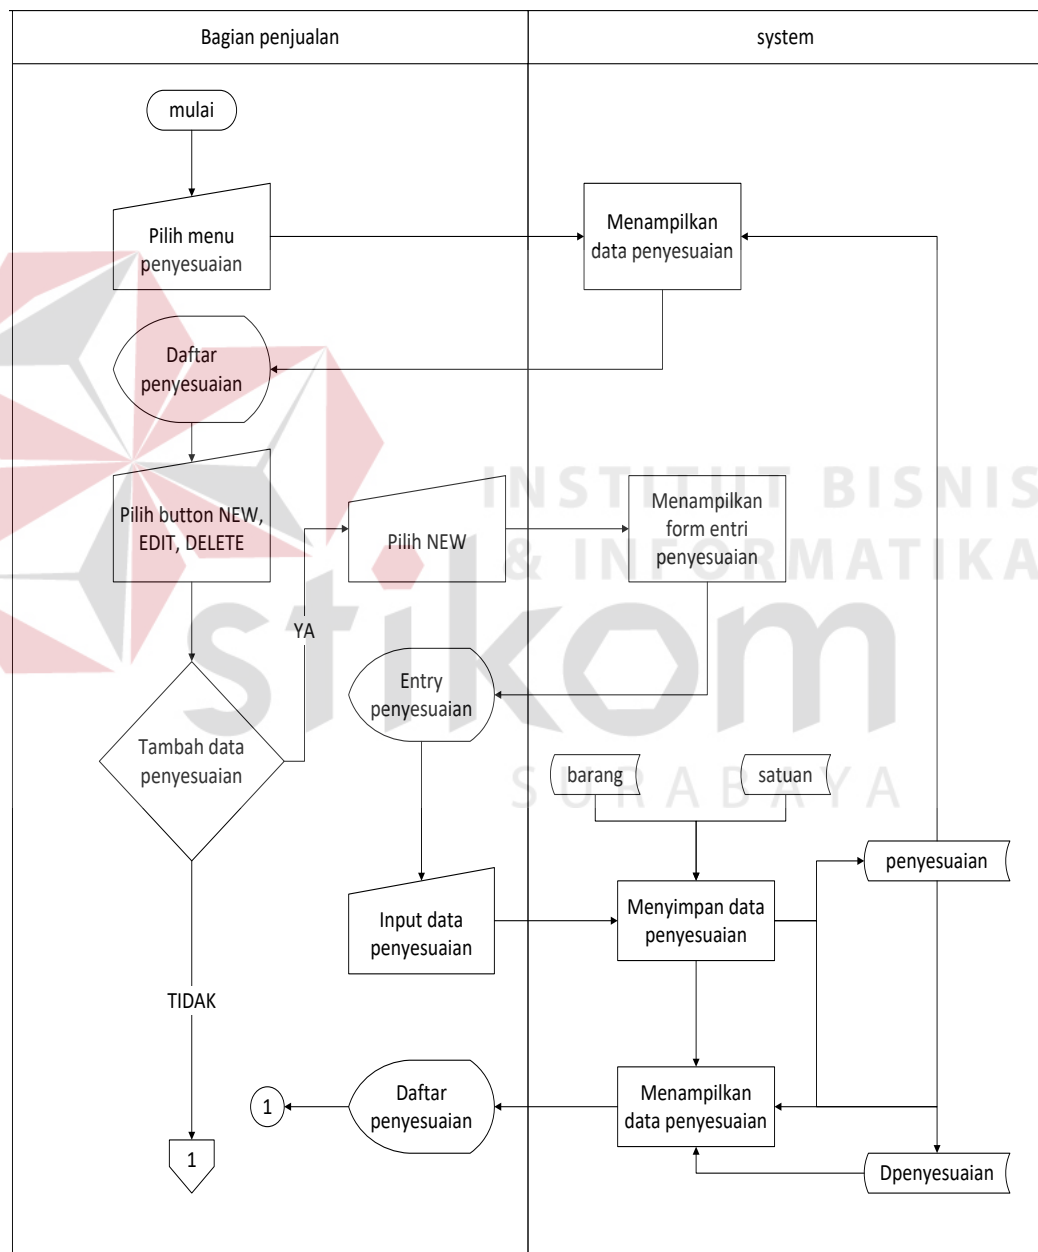 Bagian penjualan
system
mulai
Pilih menu
penyesuaian
Menampilkan
data penyesuaian
Daftar
penyesuaian
Pilih button NEW,
EDIT, DELETE
Pilih NEW
Menampilkan
form entri
penyesuaian
INSTITUT BISNIS
& INFORMATIKA
stikom
SURABAYA
YA
Entry
penyesuaian
Tambah data
penyesuaian
barang
satuan
penyesuaian
Input data
penyesuaian
Menyimpan data
penyesuaian
TIDAK
1
Daftar
penyesuaian
Menampilkan
data penyesuaian
1
Dpenyesuaian